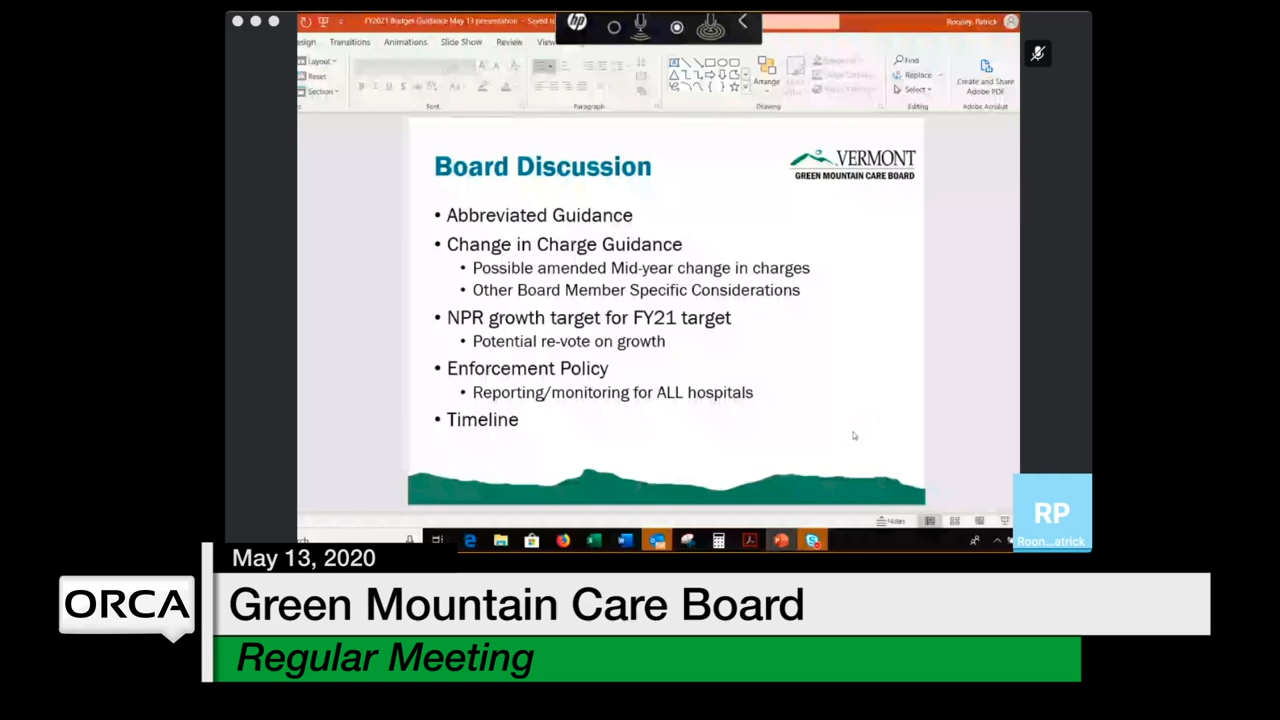 FY2021 Budget Guidance May 13 presentation - Saved
hp
Rooney, Patrick
Transitions
Animations
Slide Show
Review
View
Layout
Reset
Section
Font
Paragraph
Arrange
Drawing
Find
Replace
Select
Editing
Create and Share
Adobe PDF
Adobe Acrobat
Board Discussion
VERMONT
GREEN MOUNTAIN CARE BOARD
• Abbreviated Guidance
• Change in Charge Guidance
• Possible amended Mid-year change in charges
• Other Board Member Specific Considerations
• NPR growth target for FY21 target
• Potential re-vote on growth
• Enforcement Policy
• Reporting/monitoring for ALL hospitals
• Timeline
Notes
RP
Roon...atrick
May 13, 2020
ORCA
Green Mountain Care Board
Regular Meeting